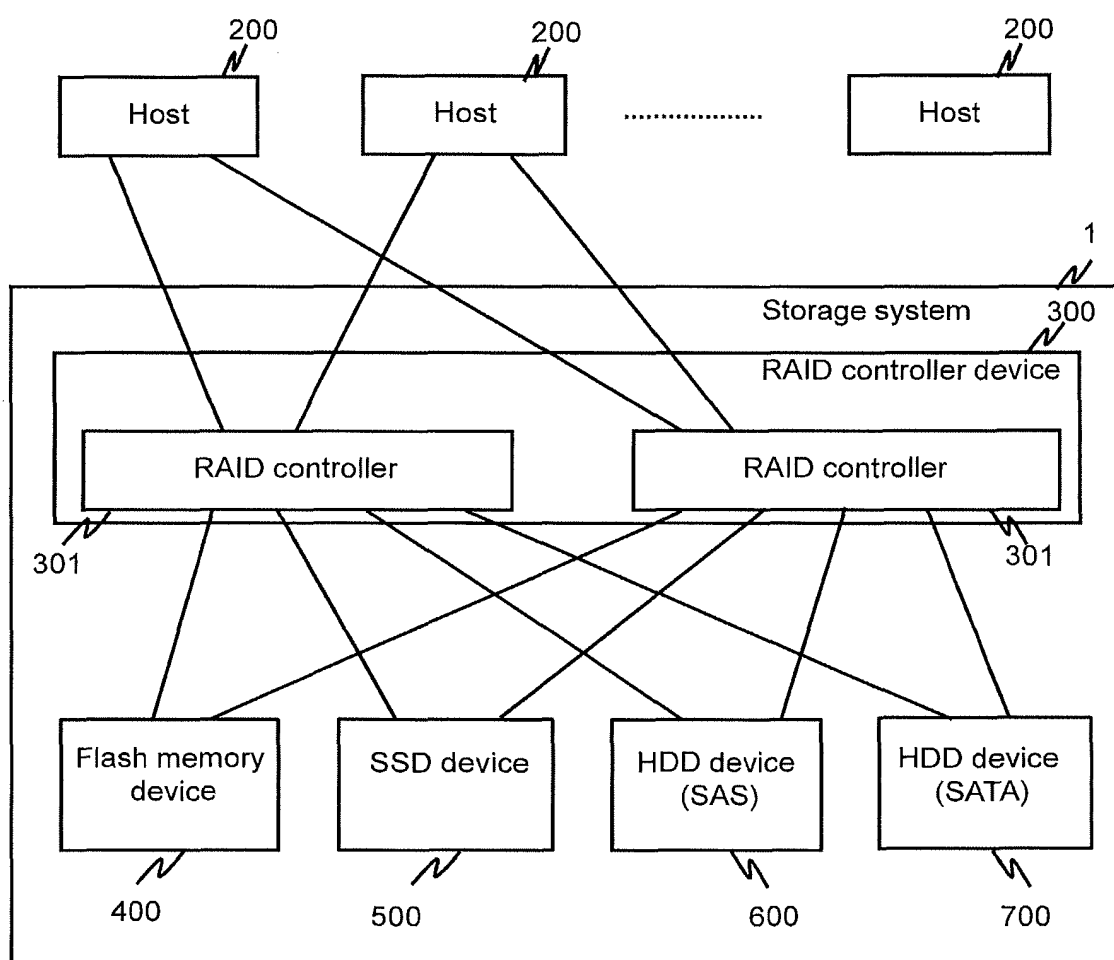 200
200
200
Host
Host
Host
1
Storage system
300
RAID controller device
RAID controller
RAID controller
301
301
Flash memory
device
SSD device
HDD device
(SAS)
HDD device
(SATA)
400
500
600
700